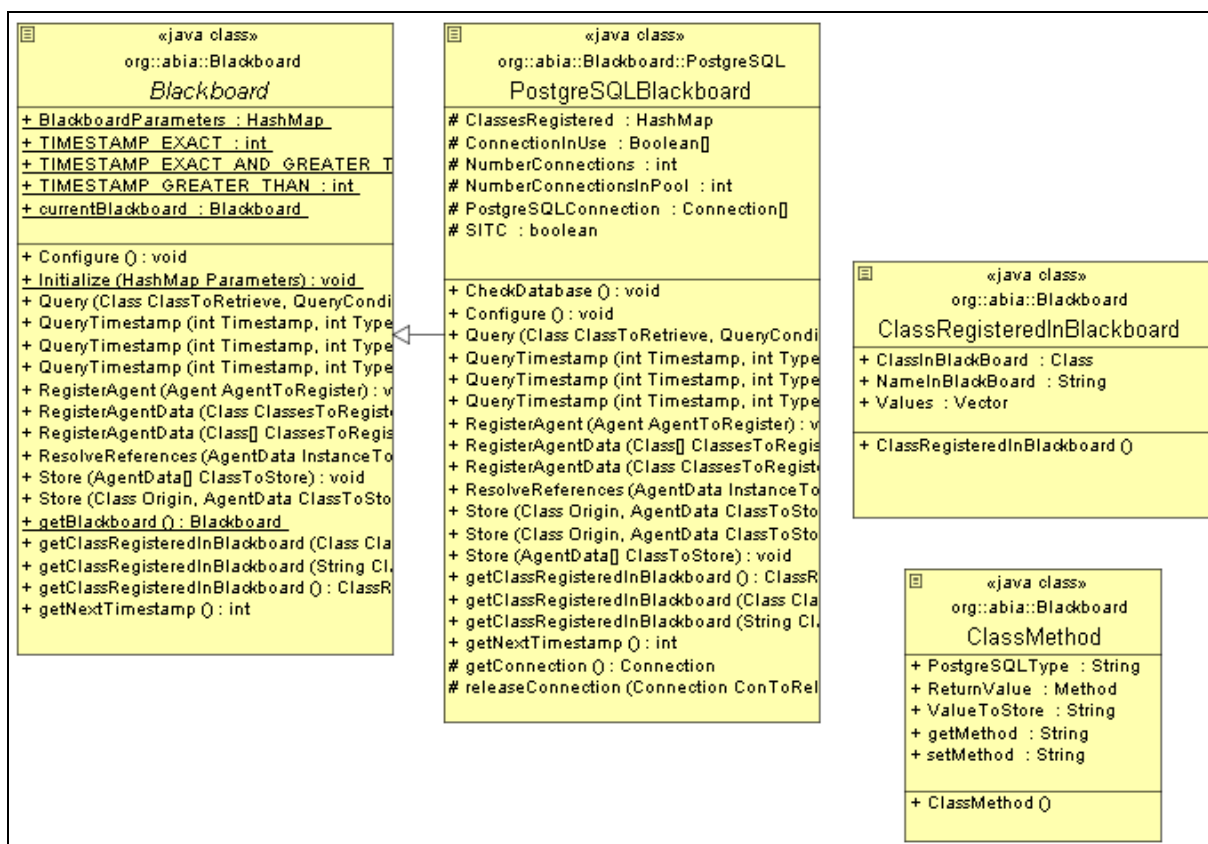 «java class»
org::abia::Blackboard
Blackboard
+ BlackboardParameters : HashMap
+ TIMESTAMP_EXACT : int
+ TIMESTAMP_EXACT_AND_GREATER_T
+ TIMESTAMP_GREATER_THAN : int
+ currentBlackboard : Blackboard
+ Configure () : void
+ Initialize (HashMap Parameters) : void
+ Query (Class ClassToRetrieve, QueryCondi
+ QueryTimestamp (int Timestamp, int Type
+ QueryTimestamp (int Timestamp, int Type
+ QueryTimestamp (int Timestamp, int Type
+ RegisterAgent (Agent AgentToRegister) : v
+ RegisterAgentData (Class ClassesToRegiste
+ RegisterAgentData (Class[] ClassesToRegis
+ ResolveReferences (AgentData InstanceTo
+ Store (AgentData[] ClassToStore) : void
+ Store (Class Origin, AgentData ClassToSto
+ getBlackboard () : Blackboard
+ getClassRegisteredInBlackboard (Class Cla
+ getClassRegisteredInBlackboard (String Cl
+ getClassRegisteredInBlackboard () : ClassR
+ getNextTimestamp () : int
«java class»
org::abia::Blackboard::PostgreSQL
PostgreSQLBlackboard
# ClassesRegistered : HashMap
# ConnectionInUse : Boolean[]
# NumberConnections : int
# NumberConnectionsInPool : int
# PostgreSQLConnection : Connection[]
# SITC : boolean
+ CheckDatabase () : void
+ Configure () : void
+ Query (Class ClassToRetrieve, QueryCondi
+ QueryTimestamp (int Timestamp, int Type
+ QueryTimestamp (int Timestamp, int Type
+ QueryTimestamp (int Timestamp, int Type
+ RegisterAgent (Agent AgentToRegister) : v
+ RegisterAgentData (Class[] ClassesToRegis
+ RegisterAgentData (Class ClassesToRegiste
+ ResolveReferences (AgentData InstanceTo
+ Store (Class Origin, AgentData ClassToSto
+ Store (Class Origin, AgentData ClassToSto
+ Store (AgentData[] ClassToStore) : void
+ getClassRegisteredInBlackboard () : ClassR
+ getClassRegisteredInBlackboard (Class Cla
+ getClassRegisteredInBlackboard (String Cl
+ getNextTimestamp () : int
# getConnection () : Connection
# releaseConnection (Connection ConToRel
«java class»
org::abia::Blackboard
ClassRegisteredInBlackboard
+ ClassInBlackBoard : Class
+ NameInBlackBoard : String
+ Values : Vector
+ ClassRegisteredInBlackboard ()
«java class»
org::abia::Blackboard
ClassMethod
+ PostgreSQLType : String
+ ReturnValue : Method
+ ValueToStore : String
+ getMethod : String
+ setMethod : String
+ ClassMethod ()